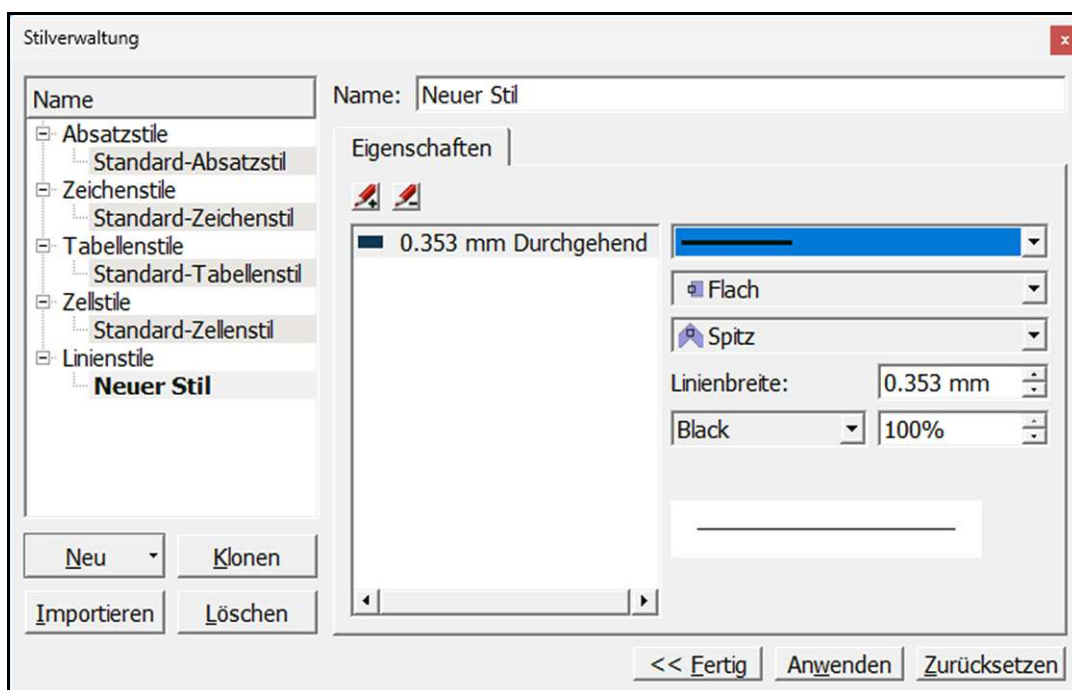 Stilverwaltung
x
Name
Absatzstile
Standard-Absatzstil
Zeichenstile
Standard-Zeichenstil
Tabellenstile
Standard-Tabellenstil
Zellstile
Standard-Zellenstil
Linienstile
Neuer Stil
Neu
Klonen
Importieren
Löschen
Name: Neuer Stil
Eigenschaften
0.353 mm Durchgehend
Flach
Spitz
Linienbreite: 0.353 mm
Black 100%
<< Fertig Anwenden Zurücksetzen